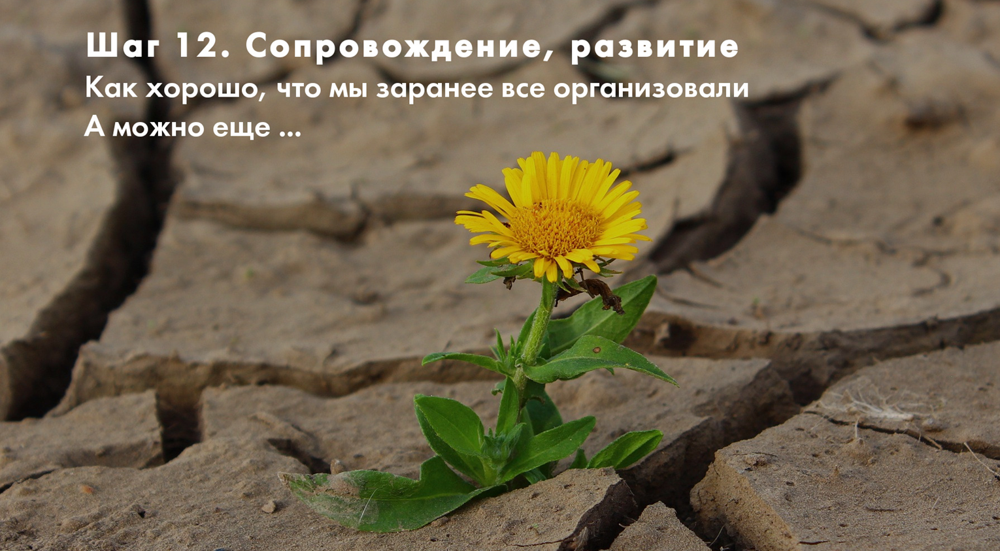 Шаг 12. Сопровождение, развитие
Как хорошо, что мы заранее все организовали
А можно еще ...